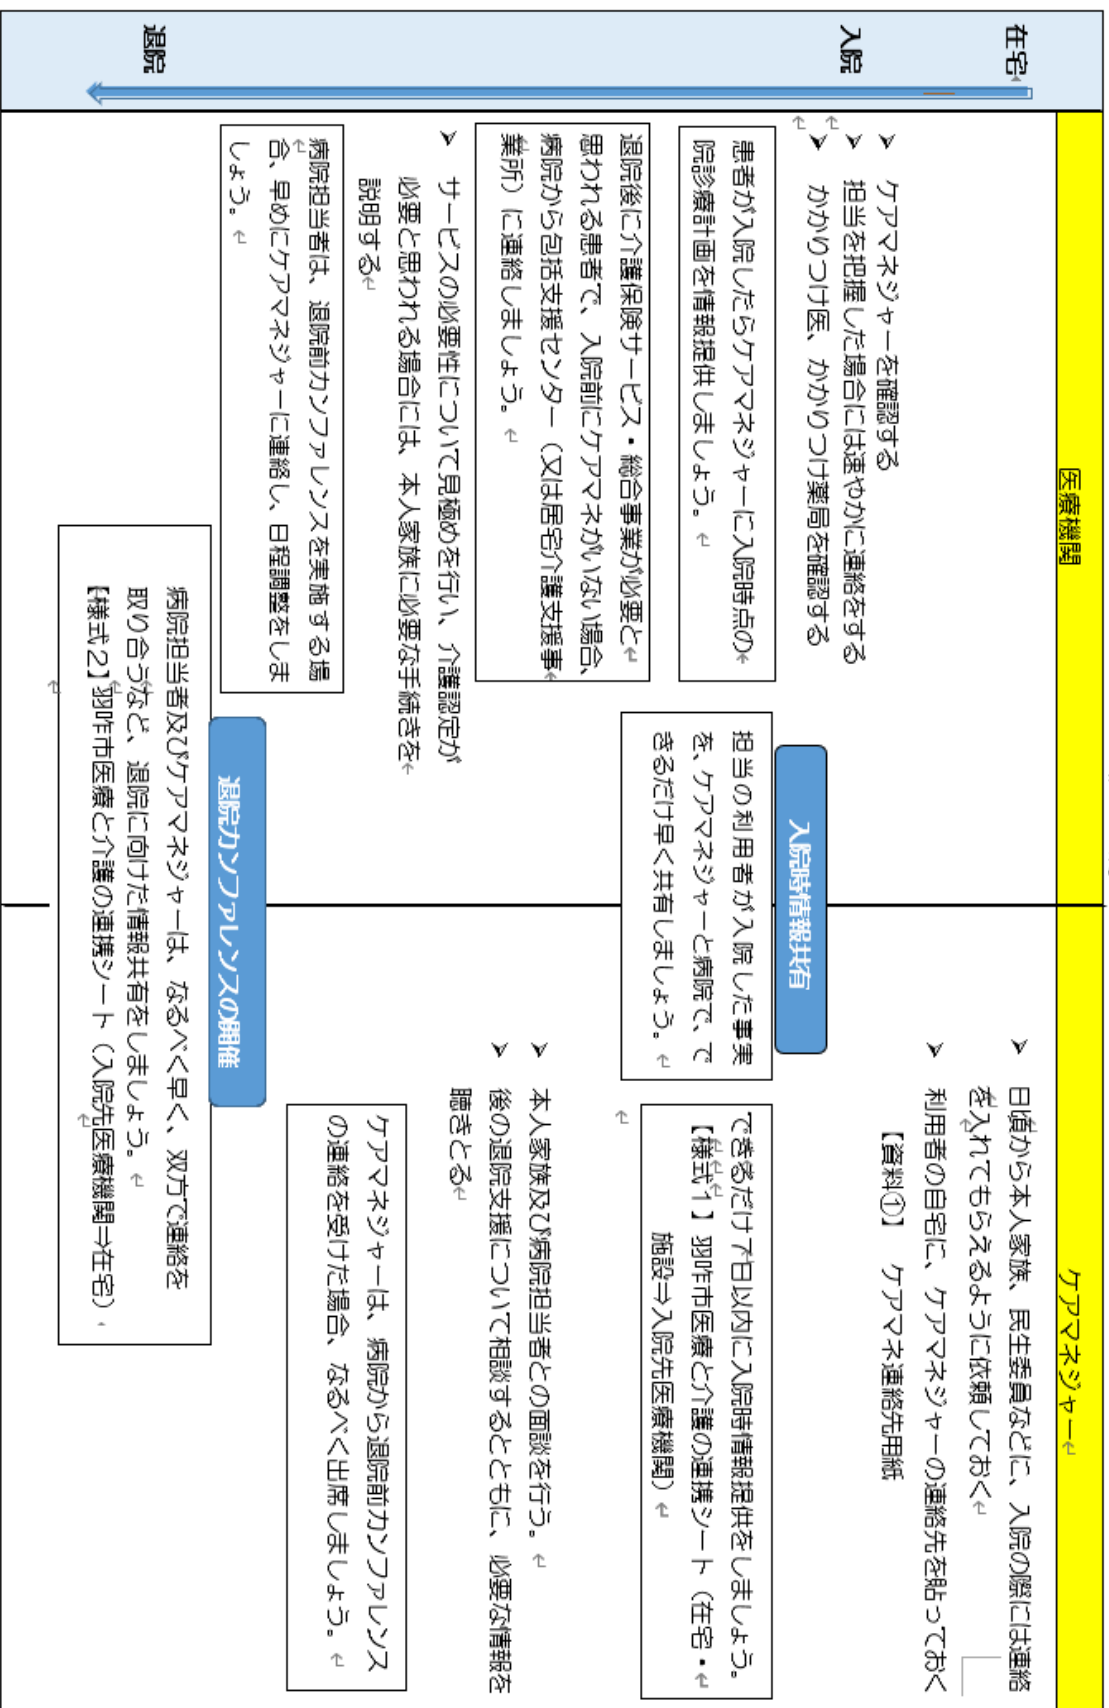 医療機関
ケアマネジャー
在宅
入院
退院
➢ ケアマネジャーを確認する
➢ 担当を把握した場合には速やかに連絡をする
➢ かかりつけ医、かかりつけ薬局を確認する
患者が入院したらケアマネジャーに入院時点の
院診療計画を情報提供しましょう。
退院後に介護保険サービス・総合事業が必要と
思われる患者で、入院前にケアマネがいない場合、
病院から包括支援センター（又は居宅介護支援事
業所）に連絡しましょう。
➢ サービスの必要性について見極めを行い、介護認定が
必要と思われる場合には、本人家族に必要な手続きを
説明する
病院担当者は、退院前カンファレンスを実施する場
合、早めにケアマネジャーに連絡し、日程調整をしま
しょう。
入院時情報共有
担当の利用者が入院した事実
を、ケアマネジャーと病院で、で
きるだけ早く共有しましょう。
➢ 日頃から本人家族、民生委員などに、入院の際には連絡
を入れてもらえるように依頼しておく
➢ 利用者の自宅に、ケアマネジャーの連絡先を貼っておく
【資料①】 ケアマネ連絡先用紙
できるだけ7日以内に入院時情報提供をしましょう。
【様式１】羽咋市医療と介護の連携シート（在宅・
施設⇒入院先医療機関）
➢ 本人家族及び病院担当者との面談を行う。
➢ 後の退院支援について相談するとともに、必要な情報を
聴きとる
ケアマネジャーは、病院から退院前カンファレンス
の連絡を受けた場合、なるべく出席しましょう。
退院カンファレンスの開催
病院担当者及びケアマネジャーは、なるべく早く、双方で連絡を
取り合うなど、退院に向けた情報共有をしましょう。
【様式２】羽咋市医療と介護の連携シート（入院先医療機関⇒在宅）